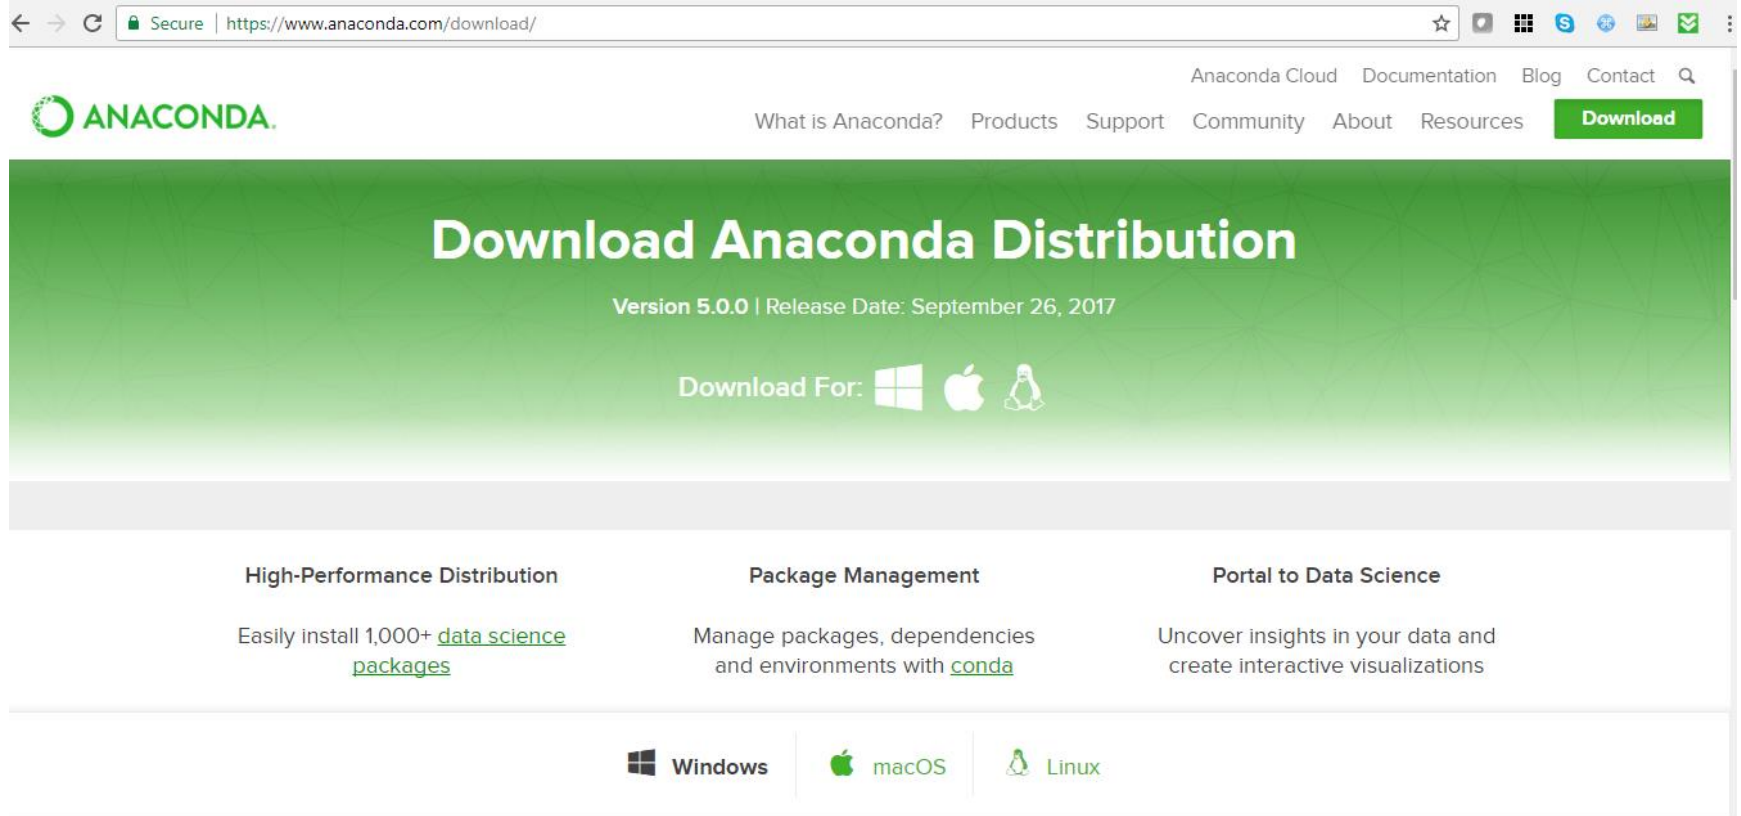 Secure | https://www.anaconda.com/download/
Anaconda Cloud Documentation Blog Contact
ANACONDA.
What is Anaconda? Products Support Community About Resources Download
Download Anaconda Distribution
Version 5.0.0 | Release Date: September 26, 2017
Download For:
High-Performance Distribution
Easily install 1,000+ data science
packages
Package Management
Manage packages, dependencies
and environments with conda
Portal to Data Science
Uncover insights in your data and
create interactive visualizations
Windows macOS Linux